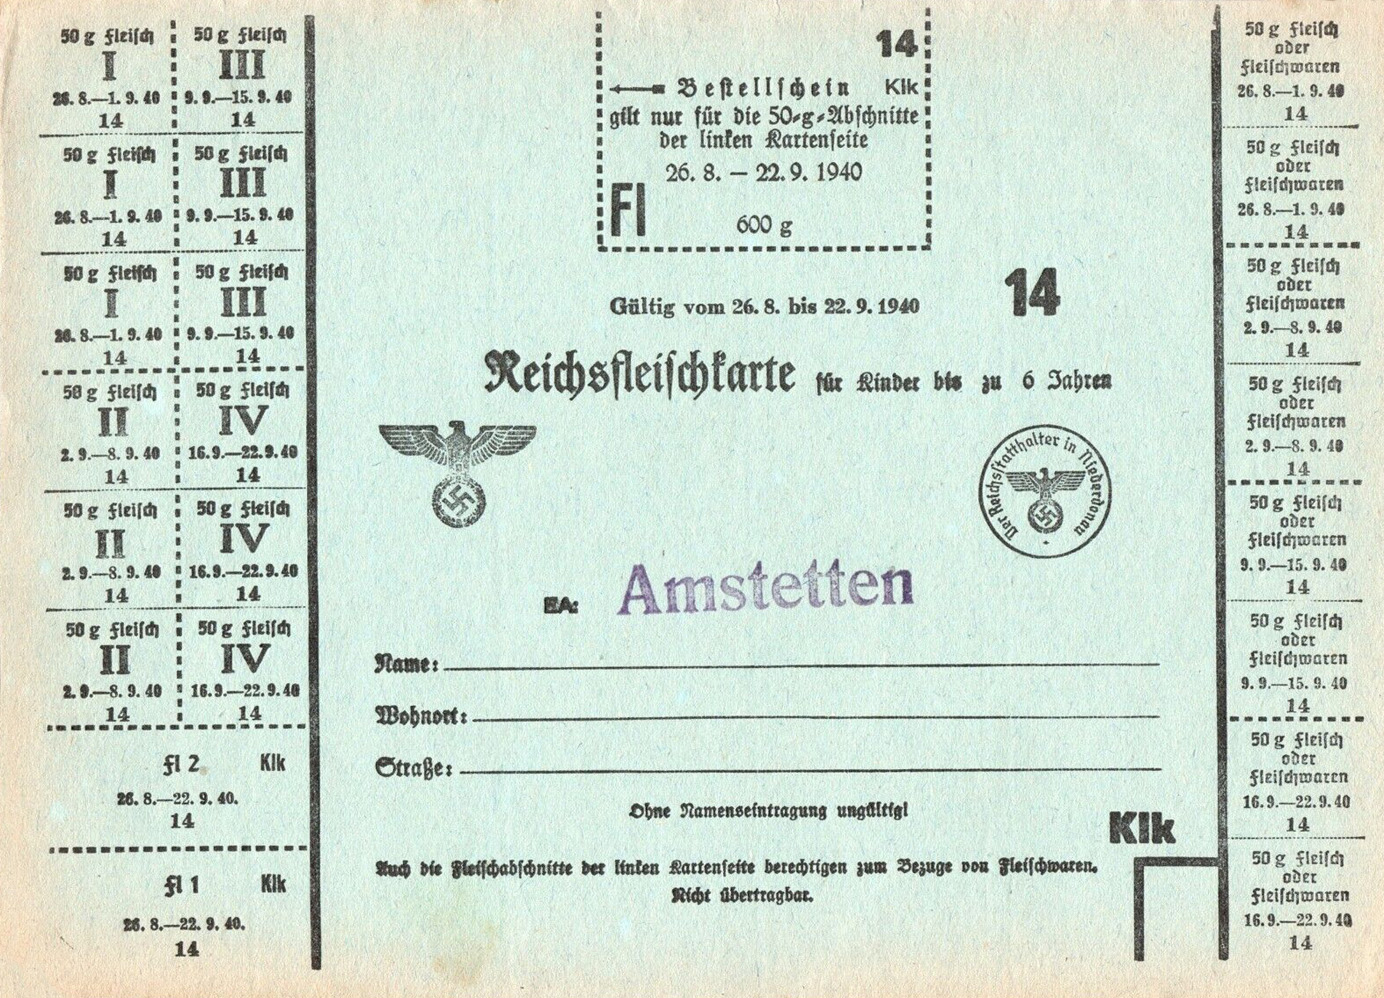 50 g Fleisch
I
26. 8.—1. 9. 40
14
50 g Fleisch
III
9. 9.—15. 9. 40
14
50 g Fleisch
I
26. 8.—1. 9. 40
14
50 g Fleisch
III
9. 9.—15. 9. 40
14
50 g Fleisch
I
26. 8.—1. 9. 40
14
50 g Fleisch
III
9. 9.—15. 9. 40
14
50 g Fleisch
II
2. 9.—8. 9. 40
14
50 g Fleisch
IV
16. 9.—22. 9. 40
14
50 g Fleisch
II
2. 9.—8. 9. 40
14
50 g Fleisch
IV
16. 9.—22. 9. 40
14
50 g Fleisch
II
2. 9.—8. 9. 40
14
50 g Fleisch
IV
16. 9.—22. 9. 40
14
Fl 2 Klk
26. 8.—22. 9. 40.
14
Fl 1 Klk
26. 8.—22. 9. 40.
14
14
Bestellschein Klk
gilt nur für die 50-g-Abschnitte
der linken Kartenseite
26. 8. – 22. 9. 1940
Fl
600 g
Gültig vom 26. 8. bis 22. 9. 1940
14
Reichsfleischkarte für Kinder bis zu 6 Jahren
Der Reichsstatthalter in Niederdonau
EA: Amstetten
Name:
Wohnort:
Straße:
Ohne Namenseintragung ungültig!
Klk
Auch die Fleischabschnitte der linken Kartenseite berechtigen zum Bezuge von Fleischwaren.
Nicht übertragbar.
50 g Fleisch
oder
Fleischwaren
26. 8.—1. 9. 40
14
50 g Fleisch
oder
Fleischwaren
26. 8.—1. 9. 40
14
50 g Fleisch
oder
Fleischwaren
2. 9.—8. 9. 40
14
50 g Fleisch
oder
Fleischwaren
2. 9.—8. 9. 40
14
50 g Fleisch
oder
Fleischwaren
9. 9.—15. 9. 40
14
50 g Fleisch
oder
Fleischwaren
9. 9.—15. 9. 40
14
50 g Fleisch
oder
Fleischwaren
16. 9.—22. 9. 40
14
50 g Fleisch
oder
Fleischwaren
16. 9.—22. 9. 40
14